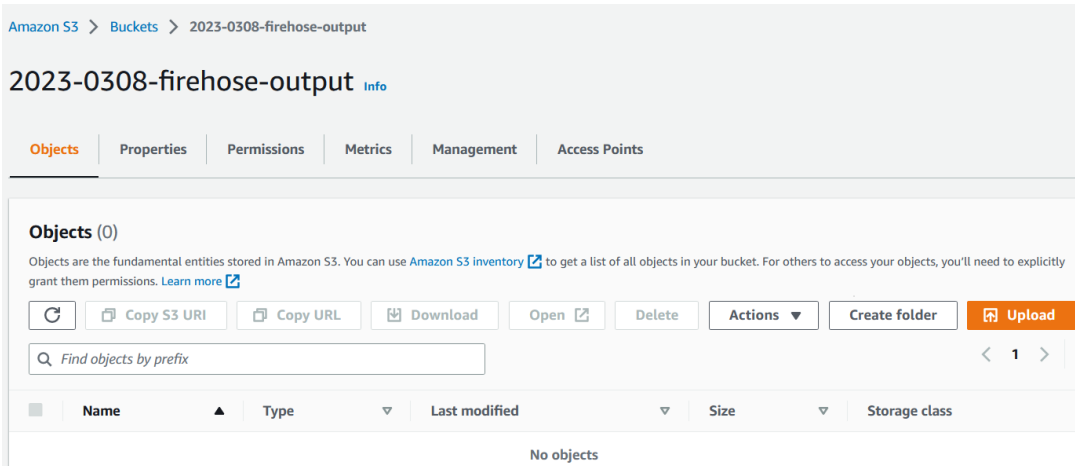 Amazon S3 > Buckets > 2023-0308-firehose-output
2023-0308-firehose-output Info
Objects Properties Permissions Metrics Management Access Points
Objects (0)
Objects are the fundamental entities stored in Amazon S3. You can use Amazon S3 inventory to get a list of all objects in your bucket. For others to access your objects, you'll need to explicitly
grant them permissions. Learn more
Copy S3 URI Copy URL Download Open Delete Actions Create folder Upload
Find objects by prefix
< 1 >
Name Type Last modified Size Storage class
No objects